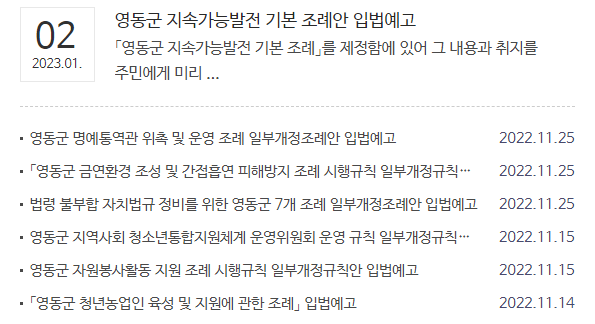 02
2023.01.
영동군 지속가능발전 기본 조례안 입법예고
「영동군 지속가능발전 기본 조례」를 제정함에 있어 그 내용과 취지를
주민에게 미리 ...
영동군 명예통역관 위촉 및 운영 조례 일부개정조례안 입법예고 2022.11.25
「영동군 금연환경 조성 및 간접흡연 피해방지 조례 시행규칙 일부개정규칙… 2022.11.25
법령 불부합 자치법규 정비를 위한 영동군 7개 조례 일부개정조례안 입법예고 2022.11.25
영동군 지역사회 청소년통합지원체계 운영위원회 운영 규칙 일부개정규칙… 2022.11.15
영동군 자원봉사활동 지원 조례 시행규칙 일부개정규칙안 입법예고 2022.11.15
「영동군 청년농업인 육성 및 지원에 관한 조례」 입법예고 2022.11.14